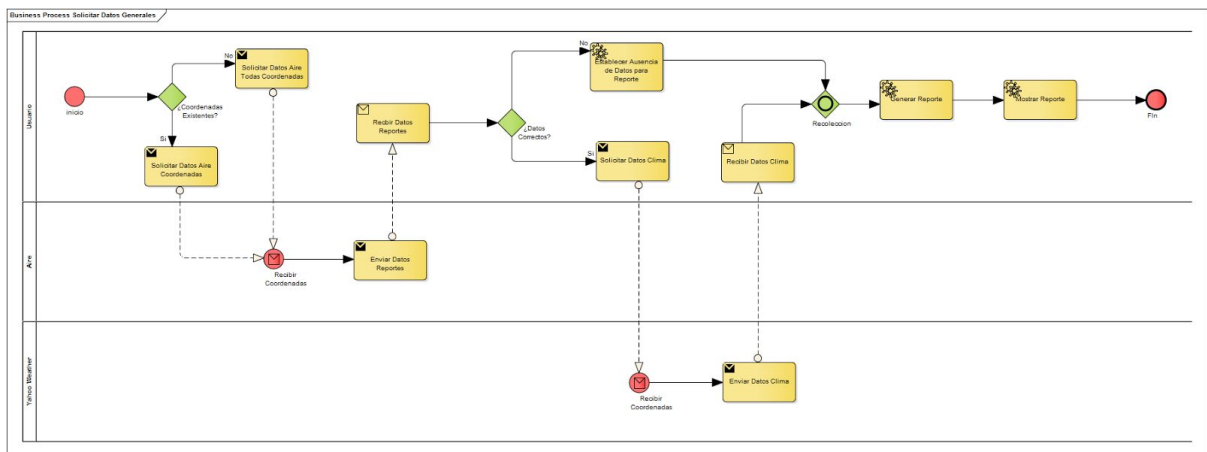 Business Process Solicitar Datos Generales
Usuario
Inicio
¿Coordenadas
Existentes?
No
Si
Solicitar Datos Aire
Todas Coordenadas
Solicitar Datos Aire
Coordenadas
Recbir Datos
Reportes
¿Datos
Correctos?
No
Si
Establecer Ausencia
de Datos para
Reporte
Solicitar Datos Clima
Recibir Datos Clima
Recoleccion
Generar Reporte
Mostrar Reporte
Fin
Aire
Recibir
Coordenadas
Enviar Datos
Reportes
Yahoo Weather
Recibir
Coordenadas
Enviar Datos Clima